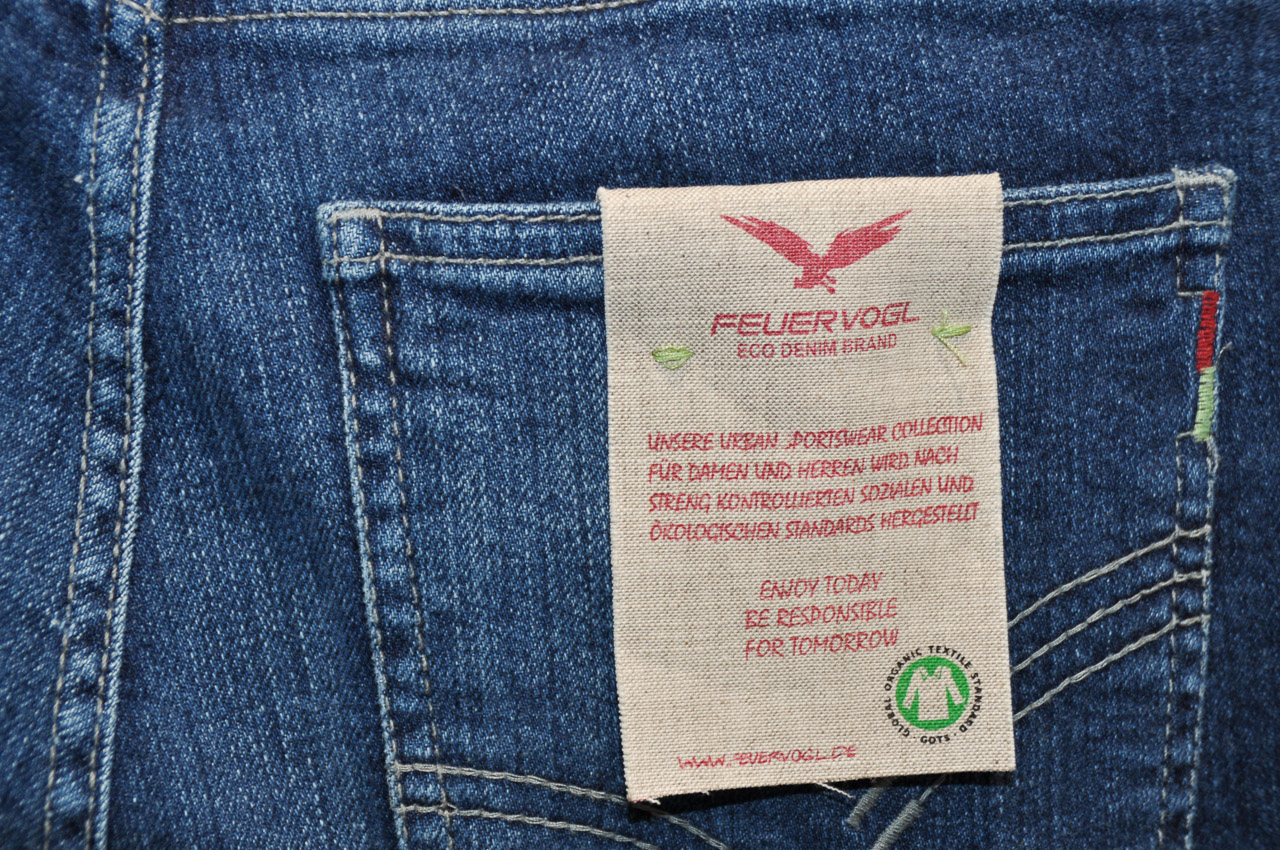 FEUERVOGL
ECO DENIM BRAND
UNSERE URBAN SPORTSWEAR COLLECTION
FÜR DAMEN UND HERREN WIRD NACH
STRENG KONTROLLIERTEN SOZIALEN UND
ÖKOLOGISCHEN STANDARDS HERGESTELLT
ENJOY TODAY
BE RESPONSIBLE
FOR TOMORROW
GLOBAL ORGANIC TEXTILE STANDARD
· GOTS ·
WWW.FEUERVOGL.DE